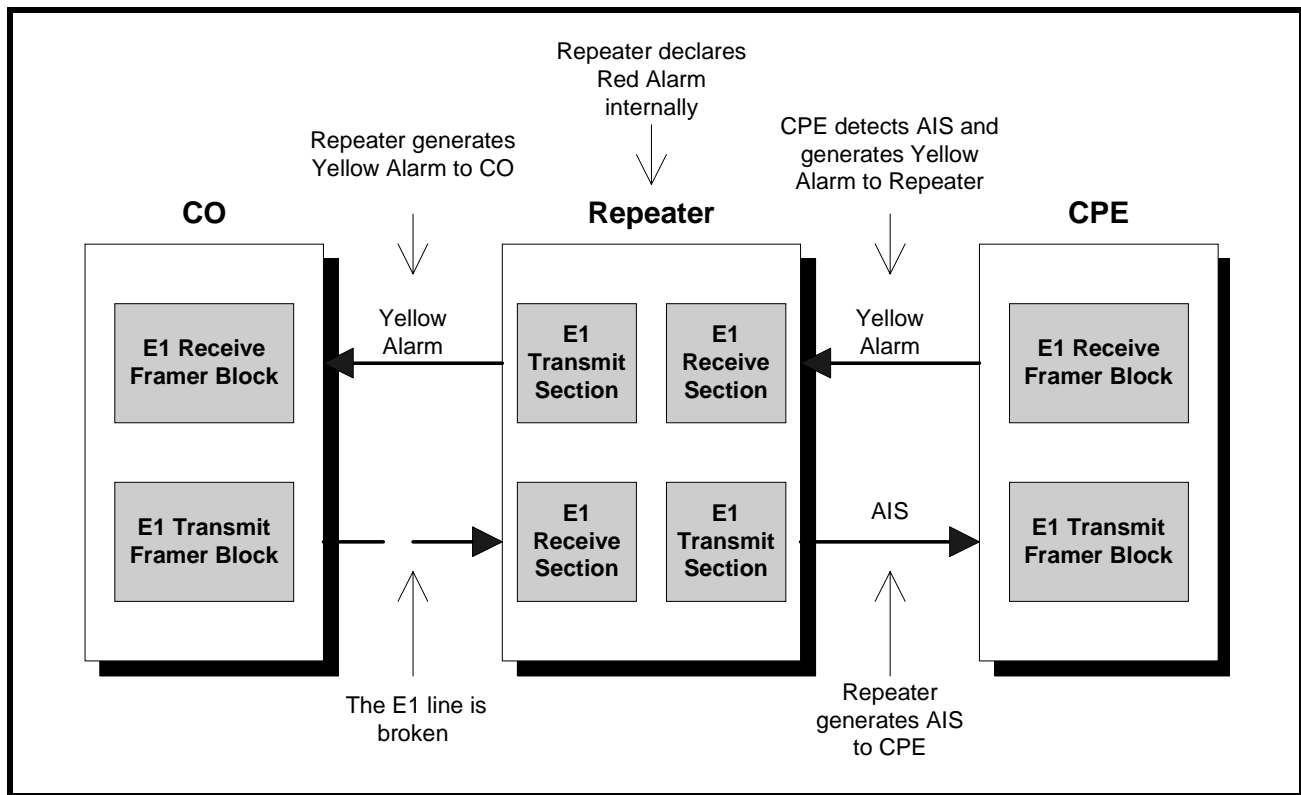 Repeater declares
Red Alarm
internally
Repeater generates
Yellow Alarm to CO
CPE detects AIS and
generates Yellow
Alarm to Repeater
CO
Repeater
CPE
E1 Receive
Framer Block
Yellow
Alarm
E1
Transmit
Section
E1
Receive
Section
Yellow
Alarm
E1 Receive
Framer Block
E1 Transmit
Framer Block
E1
Receive
Section
E1
Transmit
Section
AIS
E1 Transmit
Framer Block
The E1 line is
broken
Repeater
generates AIS
to CPE